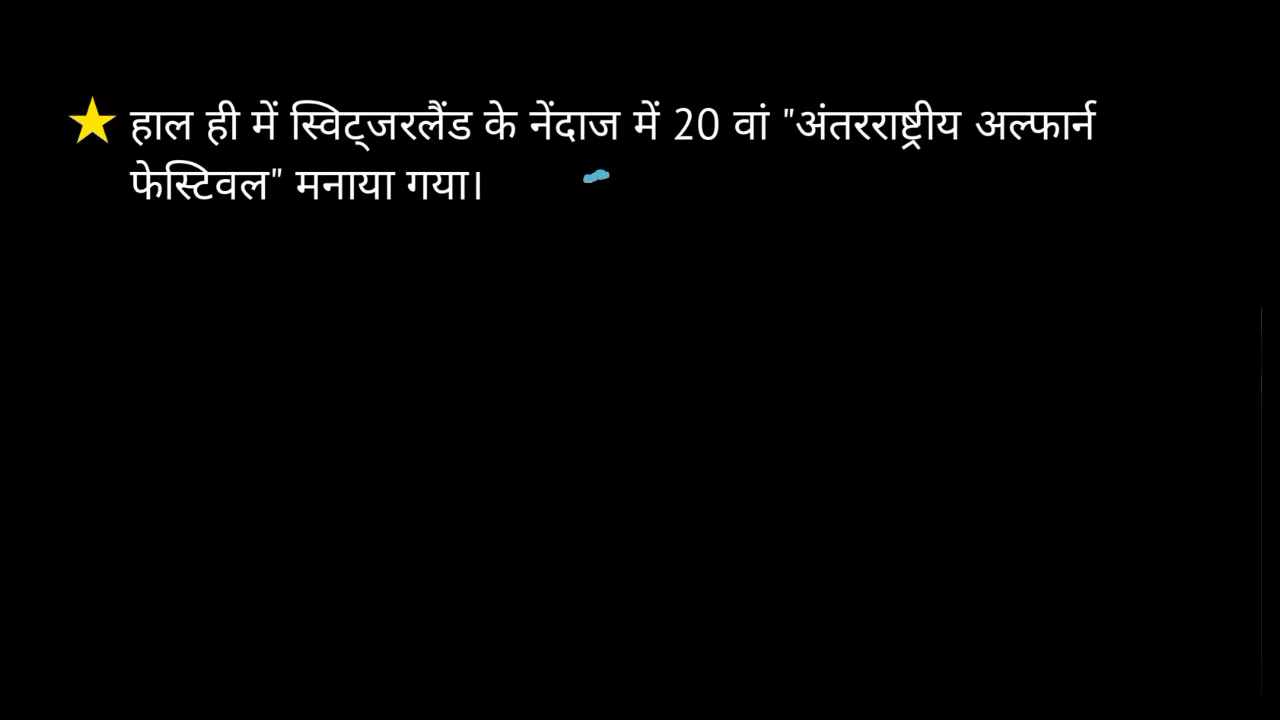 हाल ही में स्विट्जरलैंड के नेंदाज में 20 वां "अंतरराष्ट्रीय अल्फार्न
फेस्टिवल" मनाया गया।